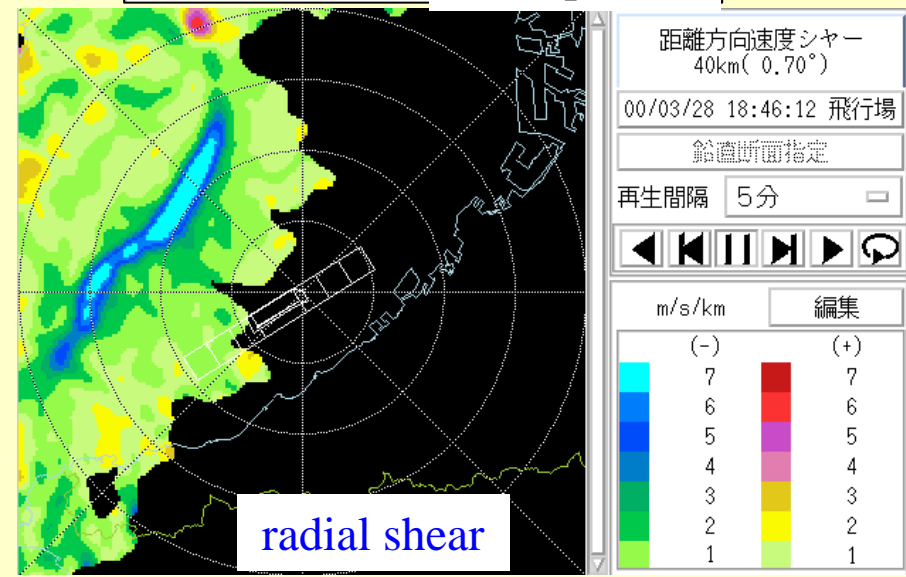 距離方向速度シヤー
40km( 0.70°)
00/03/28 18:46:12 飛行場
鉛直断面指定
再生間隔 5分
m/s/km 編集
(-) (+)
7 7
6 6
5 5
4 4
3 3
2 2
1 1
radial shear